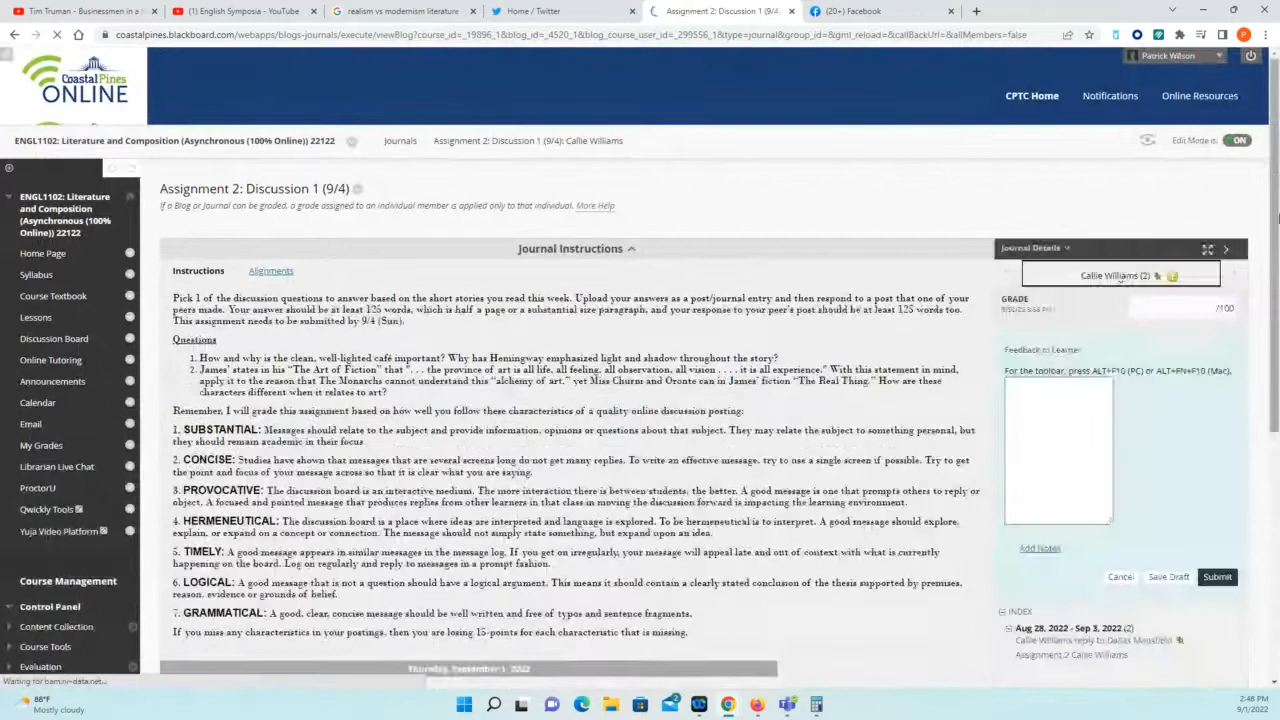 Tim Truman - Businessmen in
(1) English Symposia - YouTube
realism vs modernism literature
Home / Twitter
Assignment 2: Discussion 1 (9/4)
(20+) Facebook
coastalpines.blackboard.com/webapps/blogs-journals/execute/viewBlog?course_id=_19896_1&blog_id=_4520_1&blog_course_user_id=_299556_1&type=journal&group_id=&gml_reload=&callBackUrl=&allMembers=false
P
Patrick Wilson
CoastalPines
ONLINE
CPTC Home
Notifications
Online Resources
ENGL1102: Literature and Composition (Asynchronous (100% Online)) 22122
Journals
Assignment 2: Discussion 1 (9/4): Callie Williams
Edit Mode is: ON
ENGL1102: Literature
and Composition
(Asynchronous (100%
Online)) 22122
Home Page
Syllabus
Course Textbook
Lessons
Discussion Board
Online Tutoring
Announcements
Calendar
Email
My Grades
Librarian Live Chat
ProctorU
Qwickly Tools
Yuja Video Platform
Course Management
Control Panel
Content Collection
Course Tools
Evaluation
Assignment 2: Discussion 1 (9/4)
If a Blog or Journal can be graded, a grade assigned to an individual member is applied only to that individual. More Help
Journal Instructions
Instructions
Alignments
Pick 1 of the discussion questions to answer based on the short stories you read this week. Upload your answers as a post/journal entry and then respond to a post that one of your
peers made. Your answer should be at least 125 words, which is half a page or a substantial size paragraph, and your response to your peer's post should be at least 125 words too.
This assignment needs to be submitted by 9/4 (Sun).
Questions
1. How and why is the clean, well-lighted café important? Why has Hemingway emphasized light and shadow throughout the story?
2. James' states in his "The Art of Fiction" that ". . . the province of art is all life, all feeling, all observation, all vision . . . . it is all experience." With this statement in mind,
apply it to the reason that The Monarchs cannot understand this "alchemy of art." yet Miss Churm and Oronte can in James' fiction "The Real Thing." How are these
characters different when it relates to art?
Remember, I will grade this assignment based on how well you follow these characteristics of a quality online discussion posting:
1. SUBSTANTIAL: Messages should relate to the subject and provide information, opinions or questions about that subject. They may relate the subject to something personal, but
they should remain academic in their focus.
2. CONCISE: Studies have shown that messages that are several screens long do not get many replies. To write an effective message, try to use a single screen if possible. Try to get
the point and focus of your message across so that it is clear what you are saying.
3. PROVOCATIVE: The discussion board is an interactive medium. The more interaction there is between students, the better. A good message is one that prompts others to reply or
object. A focused and pointed message that produces replies from other learners in that class in moving the discussion forward is impacting the learning environment.
4. HERMENEUTICAL: The discussion board is a place where ideas are interpreted and language is explored. To be hermeneutical is to interpret. A good message should explore,
explain, or expand on a concept or connection. The message should not simply state something, but expand upon an idea.
5. TIMELY: A good message appears in similar messages in the message log. If you get on irregularly, your message will appeal late and out of context with what is currently
happening on the board. Log on regularly and reply to messages in a prompt fashion.
6. LOGICAL: A good message that is not a question should have a logical argument. This means it should contain a clearly stated conclusion of the thesis supported by premises,
reason, evidence or grounds of belief.
7. GRAMMATICAL: A good, clear, concise message should be well written and free of typos and sentence fragments.
If you miss any characteristics in your postings, then you are losing 15 points for each characteristic that is missing.
Thursday, September 1, 2022
Journal Details
Callie Williams (2)
GRADE
/100
Feedback to Learner
For the toolbar, press ALT+F10 (PC) or ALT+FN+F10 (Mac).
Add Notes
Cancel
Save Draft
Submit
INDEX
Aug 28, 2022 - Sep 3, 2022 (2)
Callie Williams reply to Dallas Mansfield
Assignment 2 Callie Williams
Waiting for bam.nr-data.net...
88°F
Mostly cloudy
2
2:48 PM
9/1/2022